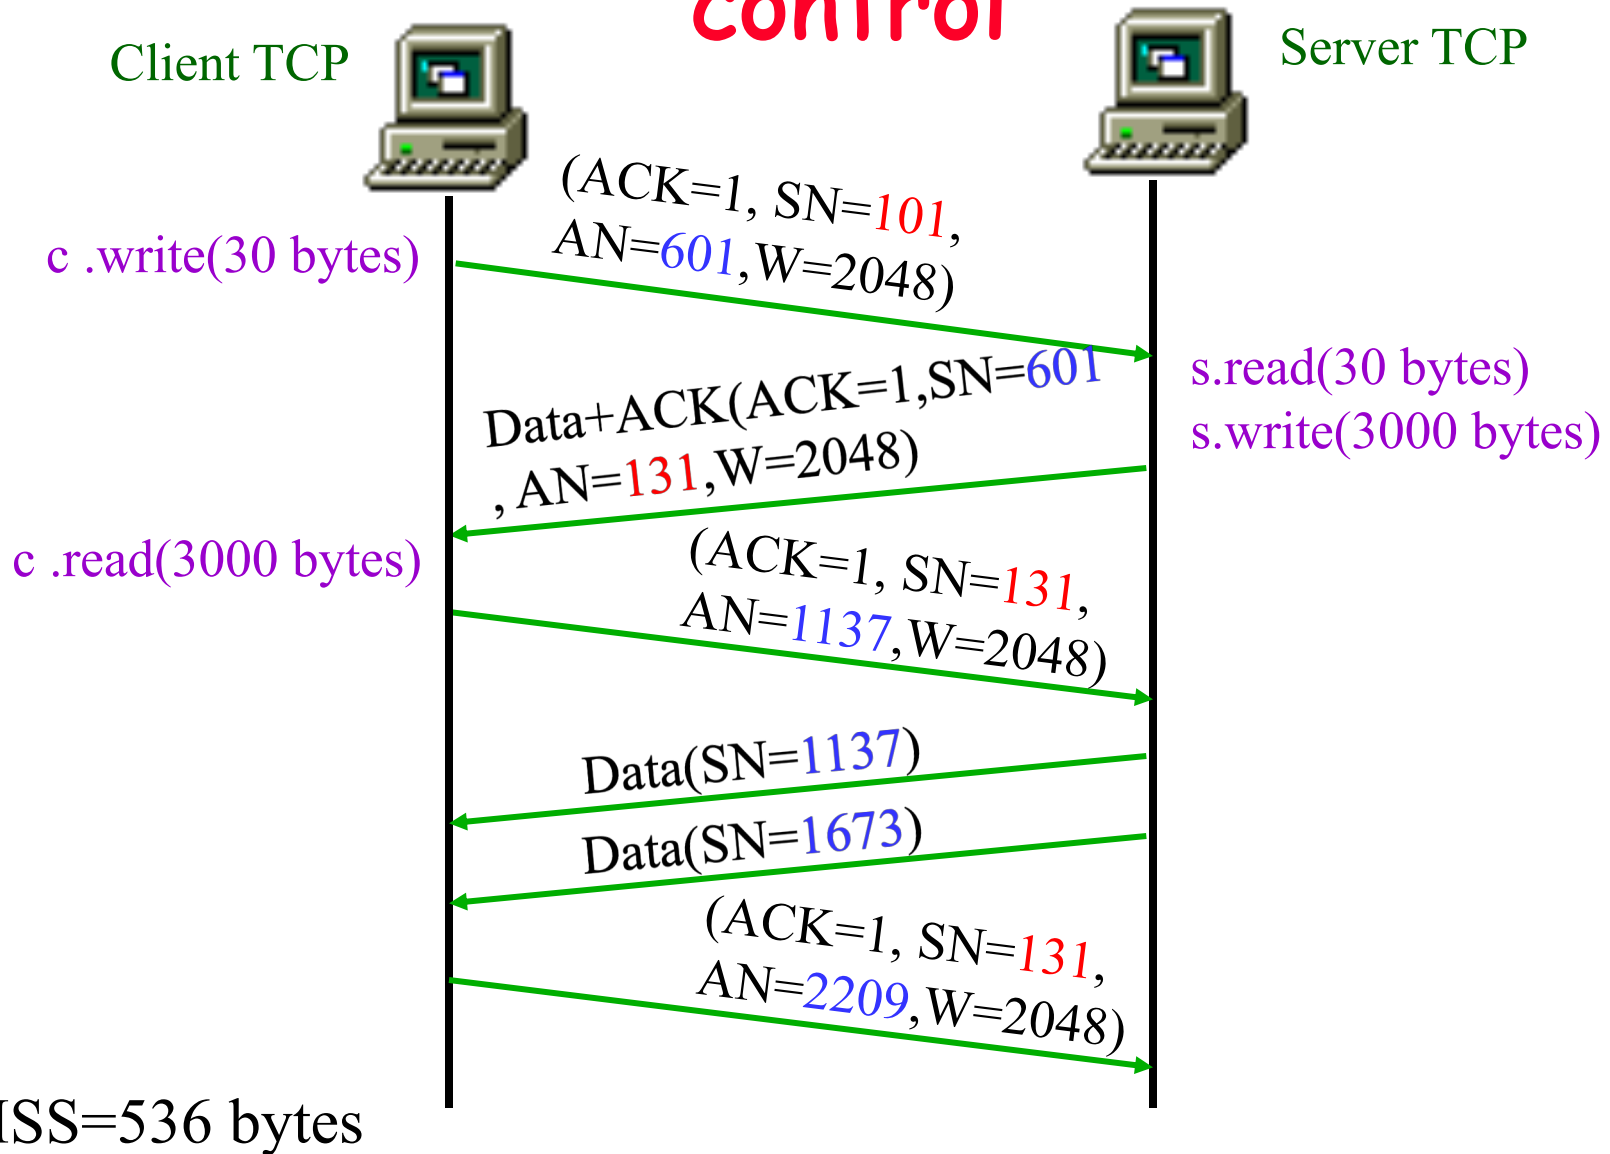 control
Client TCP
Server TCP
(ACK=1, SN=101,
AN=601,W=2048)
c .write(30 bytes)
s.read(30 bytes)
s.write(3000 bytes)
Data+ACK(ACK=1,SN=601
, AN=131,W=2048)
c .read(3000 bytes)
(ACK=1, SN=131,
AN=1137,W=2048)
Data(SN=1137)
Data(SN=1673)
(ACK=1, SN=131,
AN=2209,W=2048)
SS=536 bytes